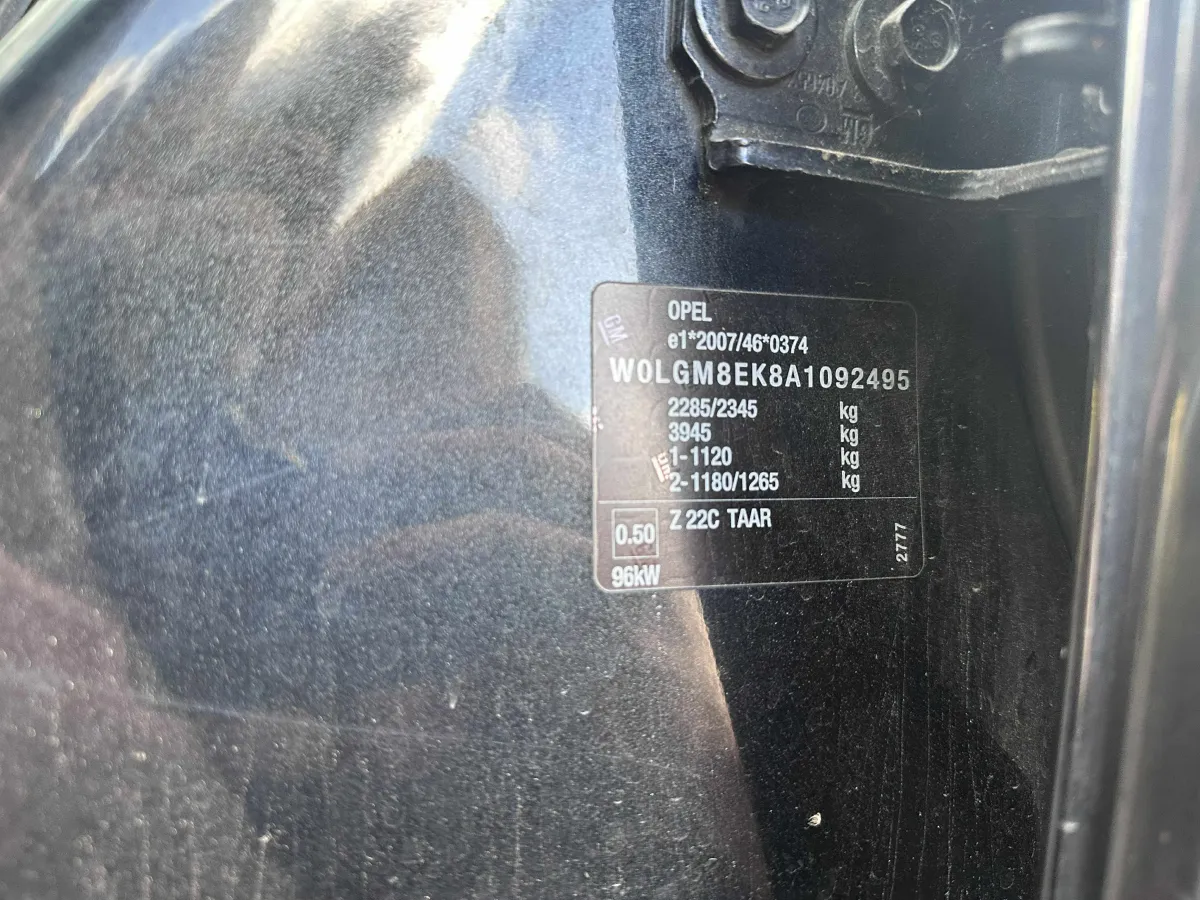 GM
OPEL
e1*2007/46*0374
W0LGM8EK8A1092495
2285/2345 kg
3945 kg
1-1120 kg
2-1180/1265 kg
0.50 Z 22C TAAR
96kW
2777